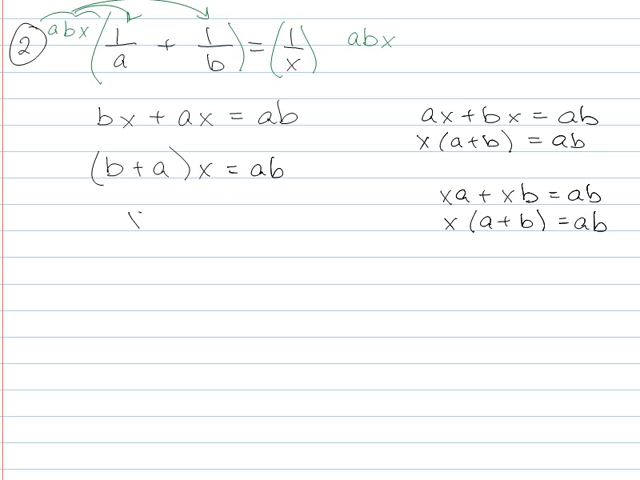 ② abx (1/a + 1/b) = (1/x) abx
bx + ax = ab
(b + a) x = ab
ax + bx = ab
x (a+b) = ab
xa + xb = ab
x (a+b) = ab